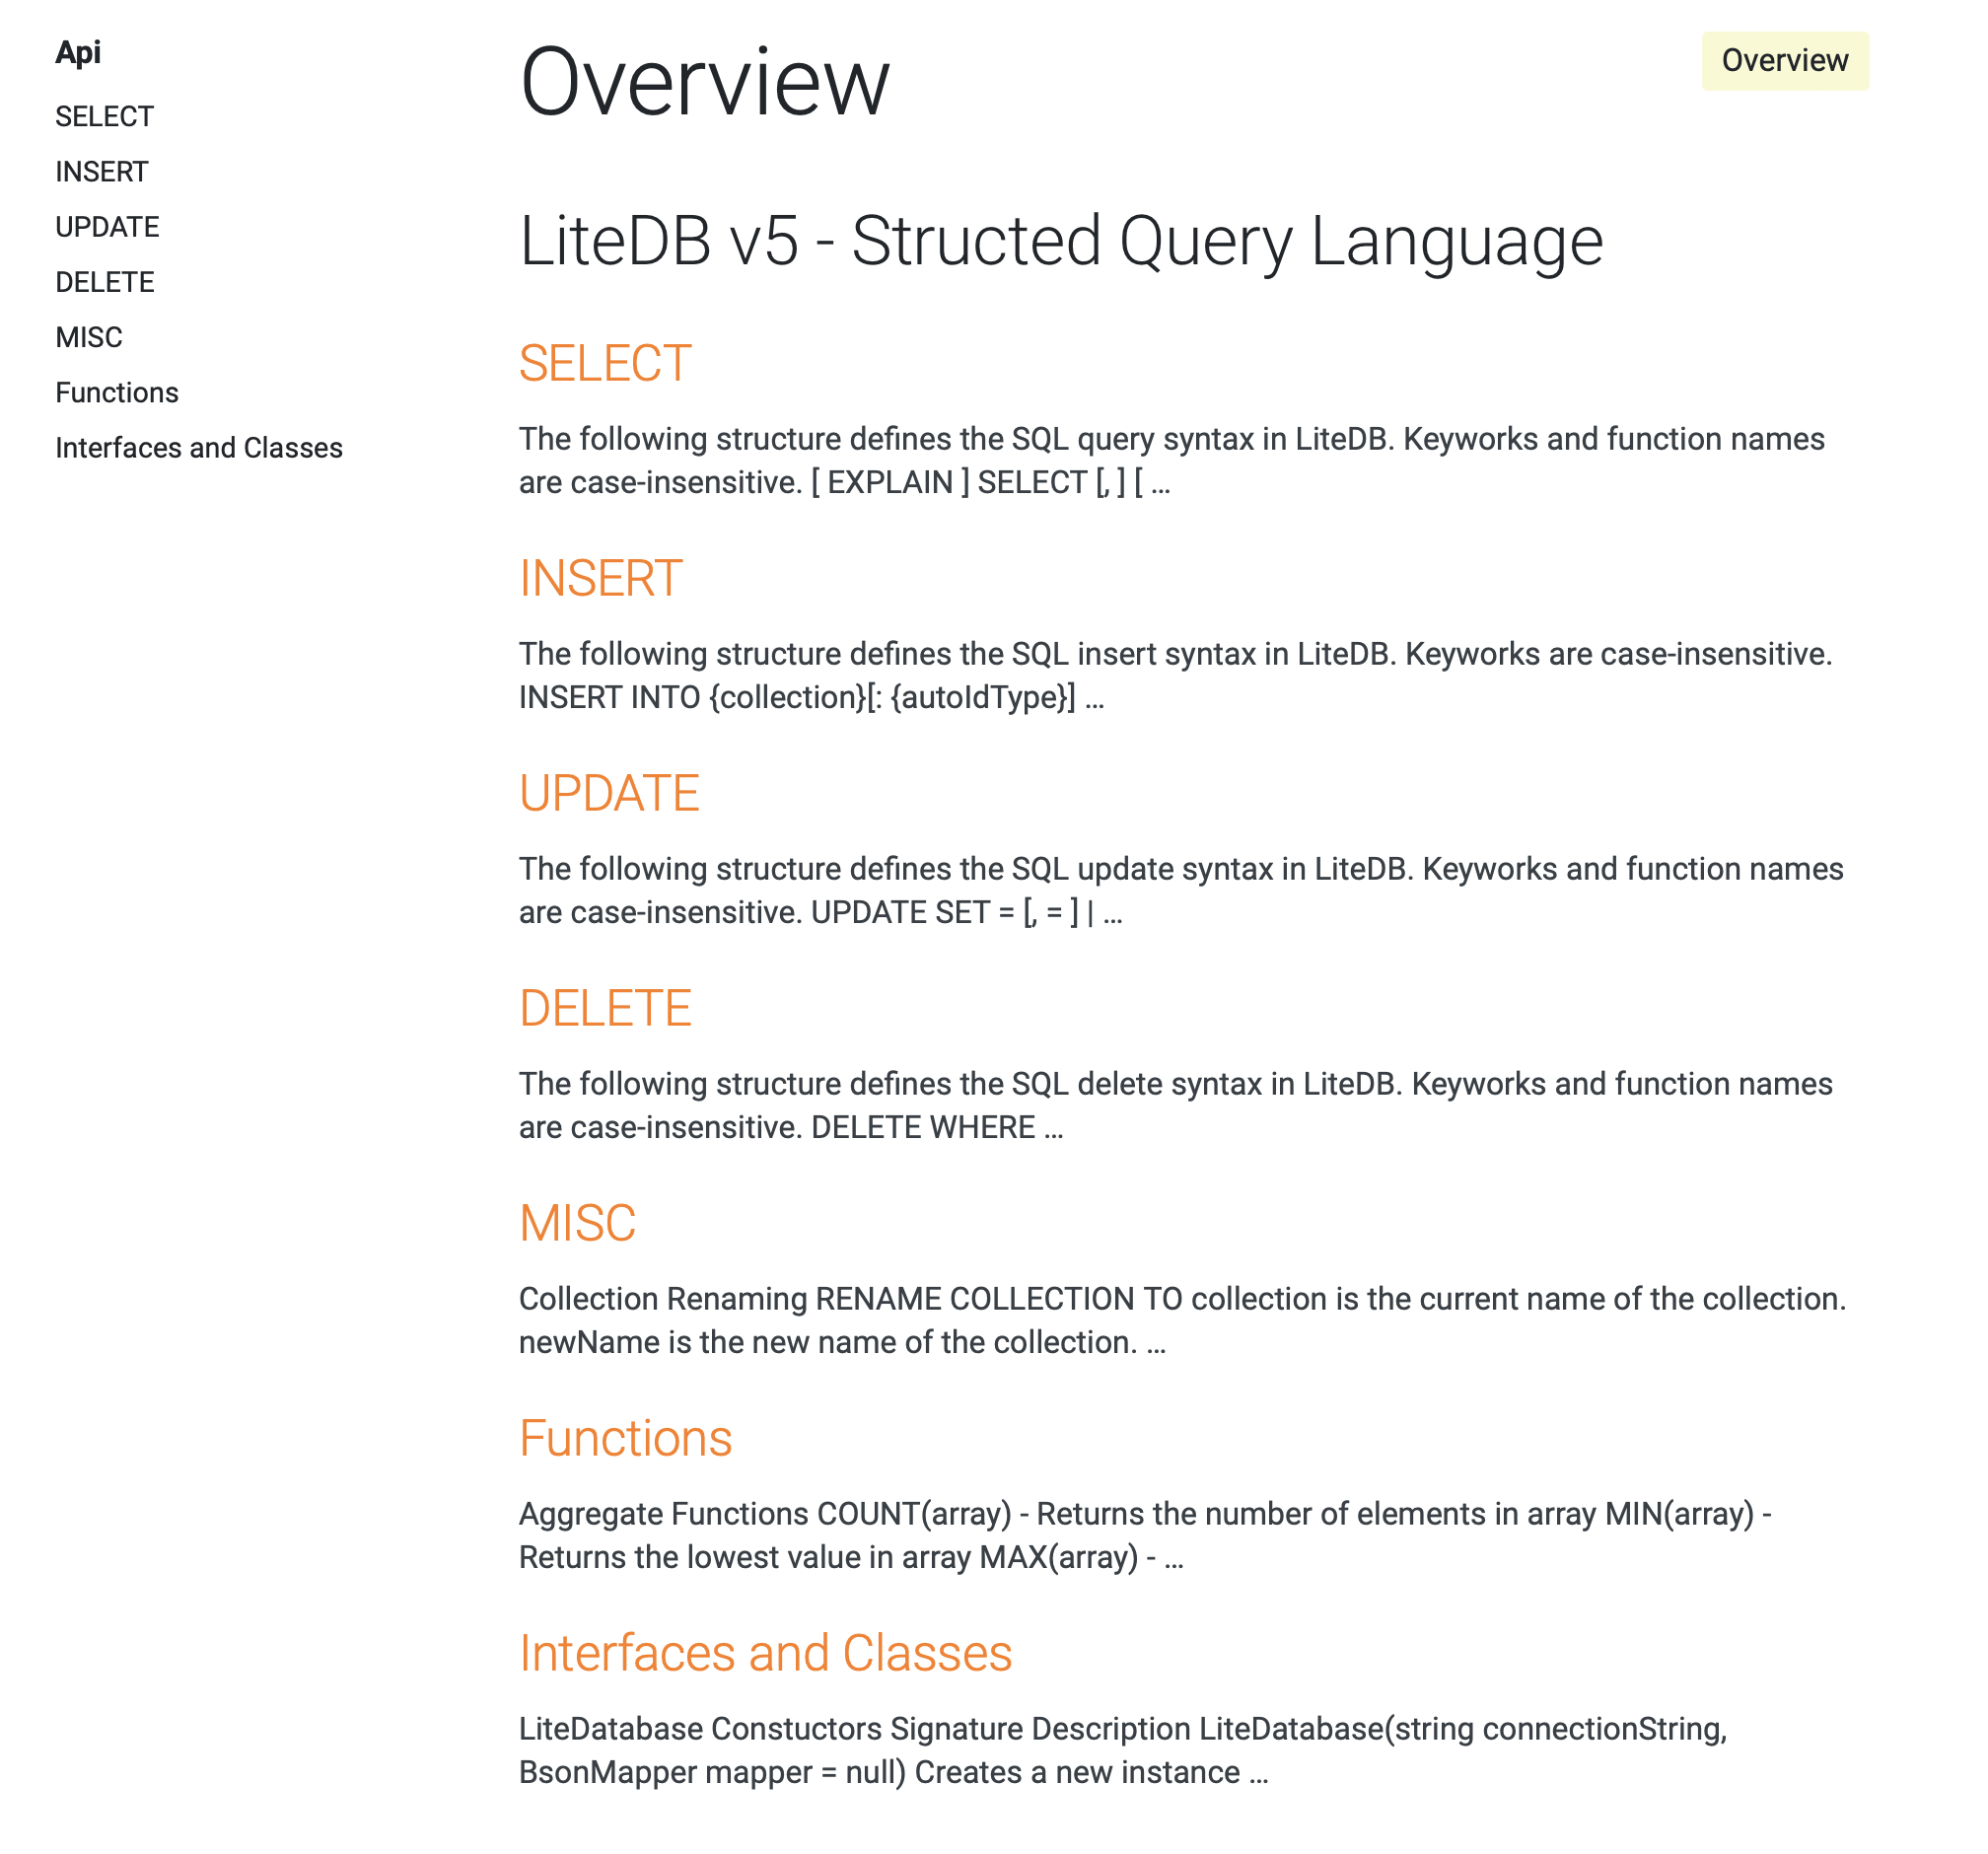 Api
SELECT
INSERT
UPDATE
DELETE
MISC
Functions
Interfaces and Classes
Overview
Overview
LiteDB v5 - Structed Query Language
SELECT
The following structure defines the SQL query syntax in LiteDB. Keyworks and function names
are case-insensitive. [ EXPLAIN ] SELECT [, ] [ …
INSERT
The following structure defines the SQL insert syntax in LiteDB. Keyworks are case-insensitive.
INSERT INTO {collection}[: {autoIdType}] …
UPDATE
The following structure defines the SQL update syntax in LiteDB. Keyworks and function names
are case-insensitive. UPDATE SET = [, = ] | …
DELETE
The following structure defines the SQL delete syntax in LiteDB. Keyworks and function names
are case-insensitive. DELETE WHERE …
MISC
Collection Renaming RENAME COLLECTION TO collection is the current name of the collection.
newName is the new name of the collection. …
Functions
Aggregate Functions COUNT(array) - Returns the number of elements in array MIN(array) -
Returns the lowest value in array MAX(array) - …
Interfaces and Classes
LiteDatabase Constuctors Signature Description LiteDatabase(string connectionString,
BsonMapper mapper = null) Creates a new instance …